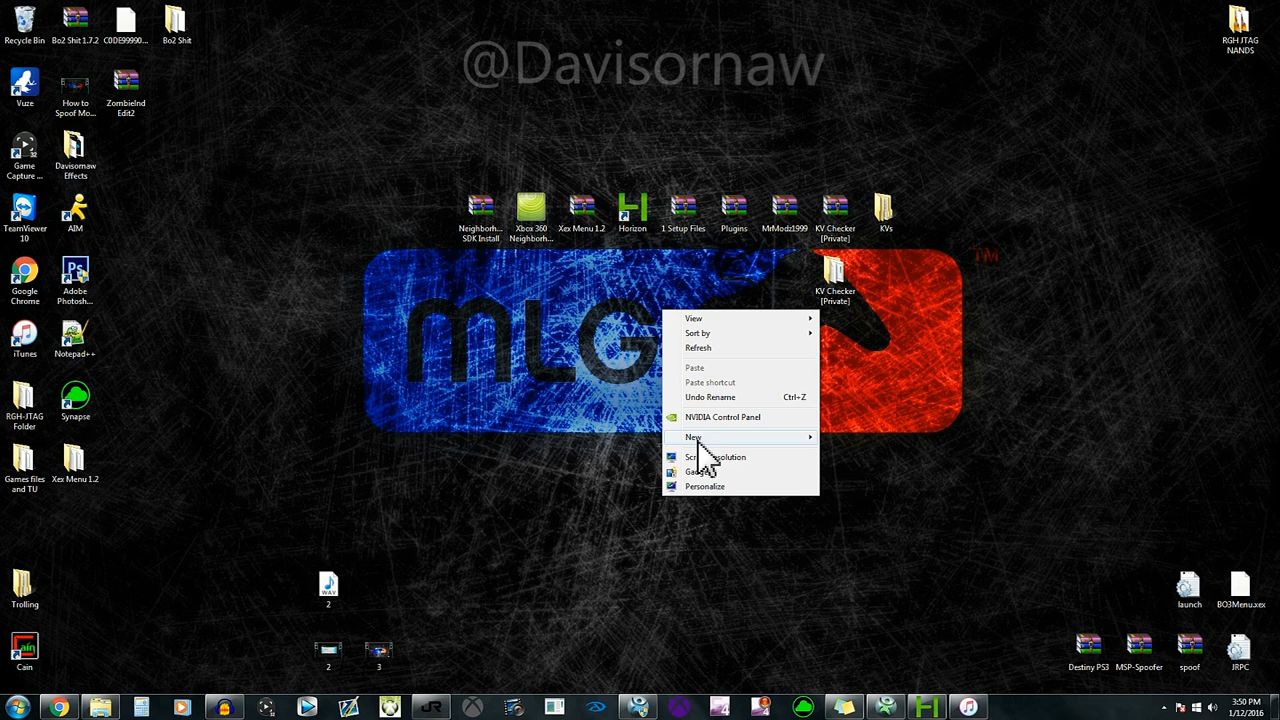 @Davisornaw
Recycle Bin
Bo2 Shit 1.7.2
C0DE99990...
Bo2 Shit
RGH JTAG
NANDS
Vuze
How to
Spoof Mo...
ZombieInd
Edit2
Game
Capture ...
Davisornaw
Effects
TeamViewer
10
AIM
Neighborh...
SDK Install
Xbox 360
Neighborh...
Xex Menu 1.2
Horizon
1 Setup Files
Plugins
MrModz1999
KV Checker
[Private]
KVs
Google
Chrome
Adobe
Photosh...
KV Checker
[Private]
TM
MLG
iTunes
Notepad++
RGH-JTAG
Folder
Synapse
Games files
and TU
Xex Menu 1.2
View
Sort by
Refresh
Paste
Paste shortcut
Undo Rename Ctrl+Z
NVIDIA Control Panel
New
Personalize
Trolling
WAV
2
launch
BO3Menu.xex
Cain
2
3
Destiny PS3
MSP-Spoofer
spoof
JRPC
JR
3:50 PM
1/12/2016